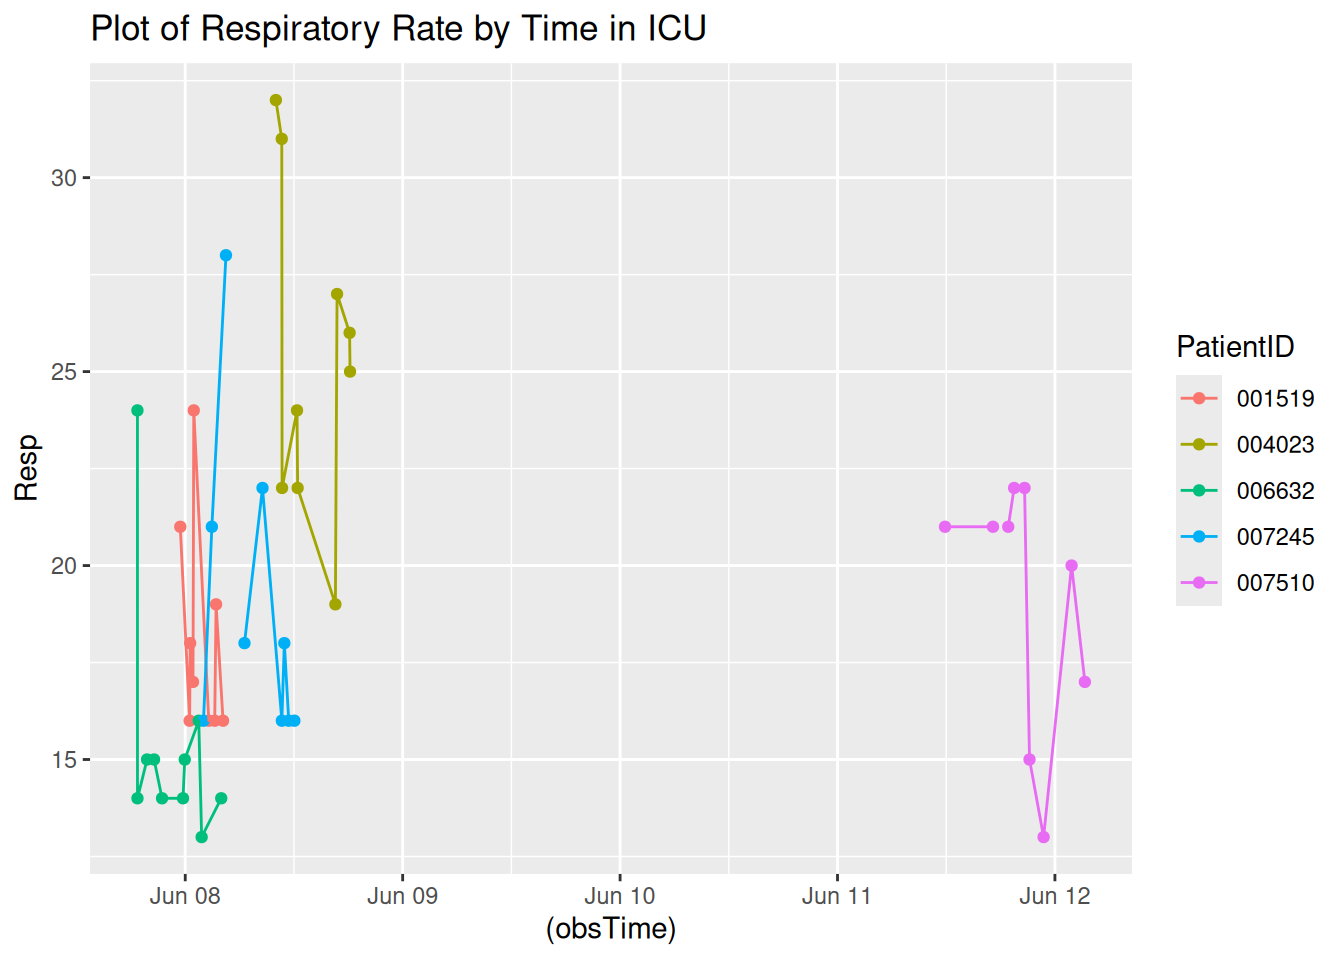 Plot of Respiratory Rate by Time in ICU
Resp
30
25
20
15
Jun 08
Jun 09
Jun 10
Jun 11
Jun 12
(obsTime)
PatientID
001519
004023
006632
007245
007510